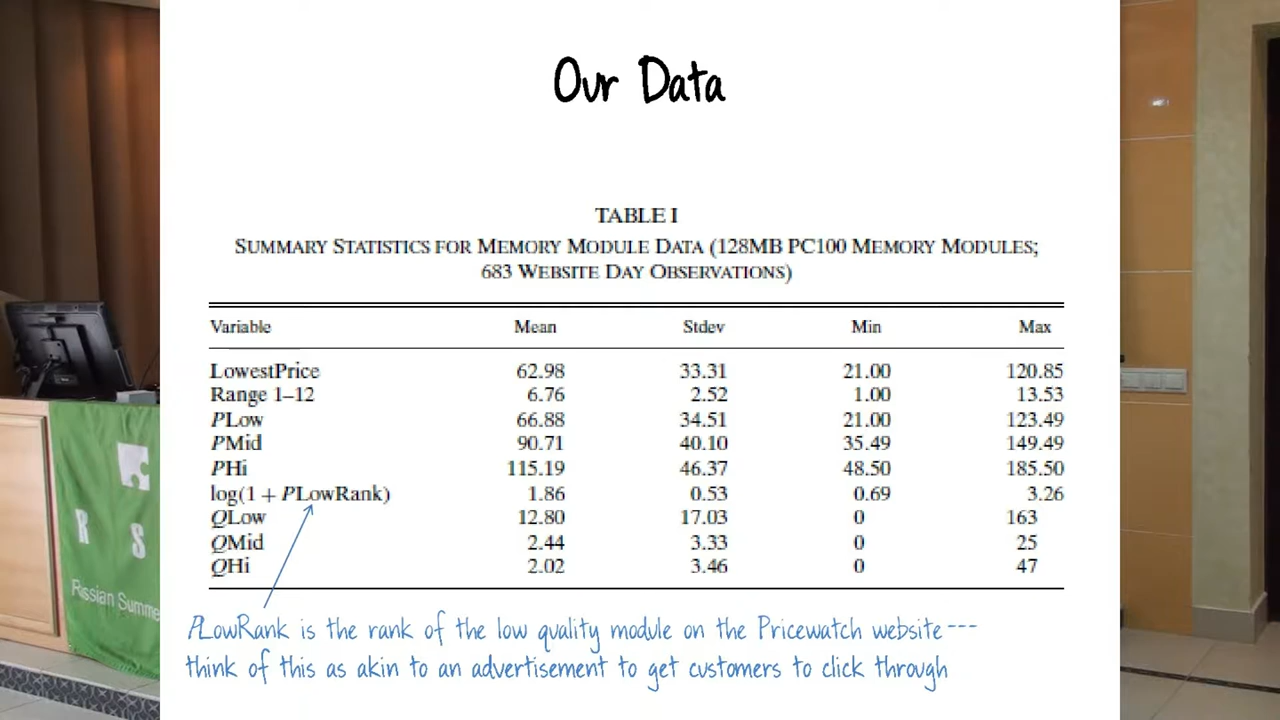 Our Data
TABLE I
SUMMARY STATISTICS FOR MEMORY MODULE DATA (128MB PC100 MEMORY MODULES;
683 WEBSITE DAY OBSERVATIONS)
Variable Mean Stdev Min Max
LowestPrice 62.98 33.31 21.00 120.85
Range 1–12 6.76 2.52 1.00 13.53
PLow 66.88 34.51 21.00 123.49
PMid 90.71 40.10 35.49 149.49
PHi 115.19 46.37 48.50 185.50
log(1 + PLowRank) 1.86 0.53 0.69 3.26
QLow 12.80 17.03 0 163
QMid 2.44 3.33 0 25
QHi 2.02 3.46 0 47
PLowRank is the rank of the low quality module on the Pricewatch website---
think of this as akin to an advertisement to get customers to click through
R S
Russian Summe